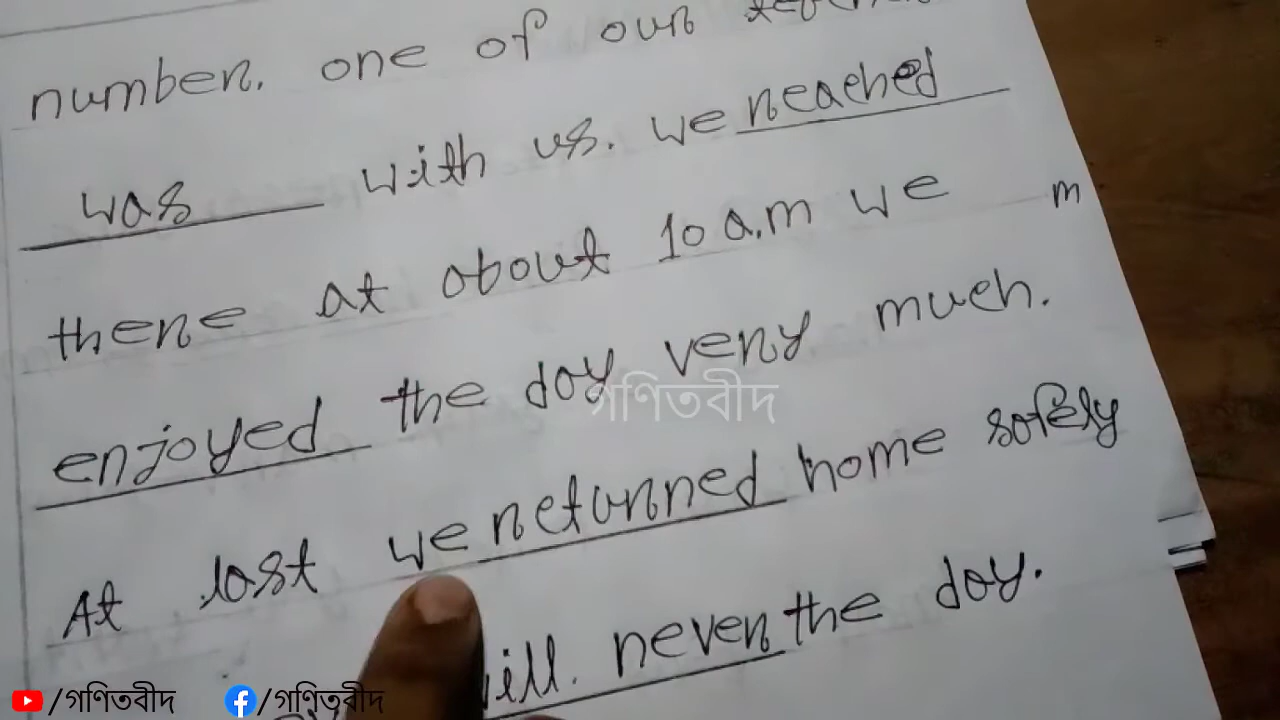 number. one of our
was with us. we reached
there at about 10 a.m we m
enjoyed the day very much.
গণিতবীদ
At last we returned home safely
ill. never the day.
/গণিতবীদ /গণিতবীদ